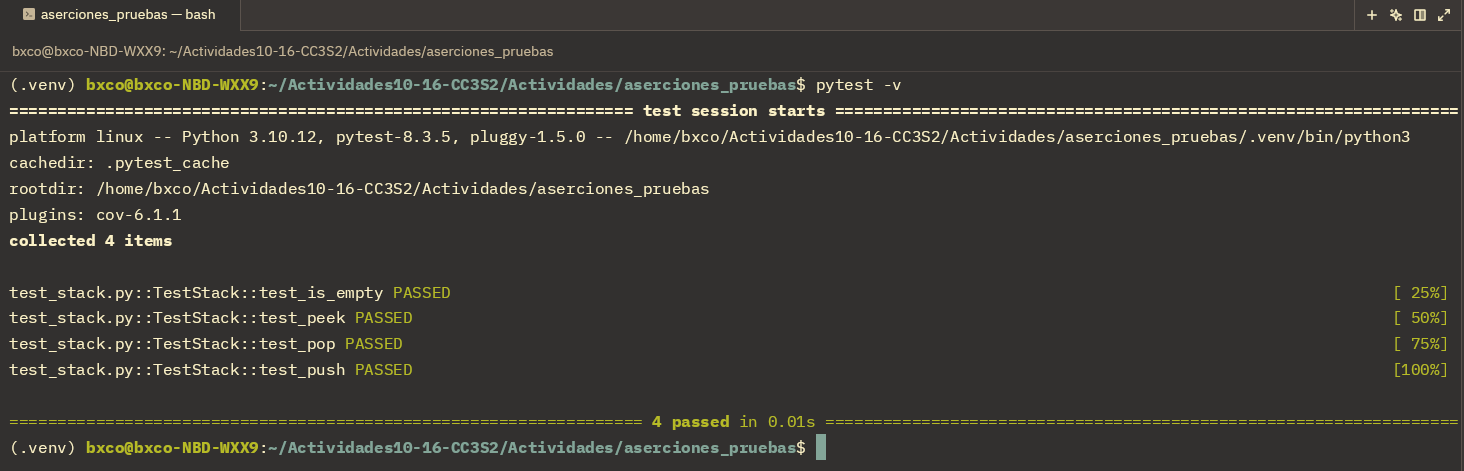 aserciones_pruebas — bash
bxco@bxco-NBD-WXX9: ~/Actividades10-16-CC3S2/Actividades/aserciones_pruebas
(.venv) bxco@bxco-NBD-WXX9:~/Actividades10-16-CC3S2/Actividades/aserciones_pruebas$ pytest -v
================================================================= test session starts =================================================================
platform linux -- Python 3.10.12, pytest-8.3.5, pluggy-1.5.0 -- /home/bxco/Actividades10-16-CC3S2/Actividades/aserciones_pruebas/.venv/bin/python3
cachedir: .pytest_cache
rootdir: /home/bxco/Actividades10-16-CC3S2/Actividades/aserciones_pruebas
plugins: cov-6.1.1
collected 4 items
test_stack.py::TestStack::test_is_empty PASSED [ 25%]
test_stack.py::TestStack::test_peek PASSED [ 50%]
test_stack.py::TestStack::test_pop PASSED [ 75%]
test_stack.py::TestStack::test_push PASSED [100%]
================================================================== 4 passed in 0.01s ==================================================================
(.venv) bxco@bxco-NBD-WXX9:~/Actividades10-16-CC3S2/Actividades/aserciones_pruebas$